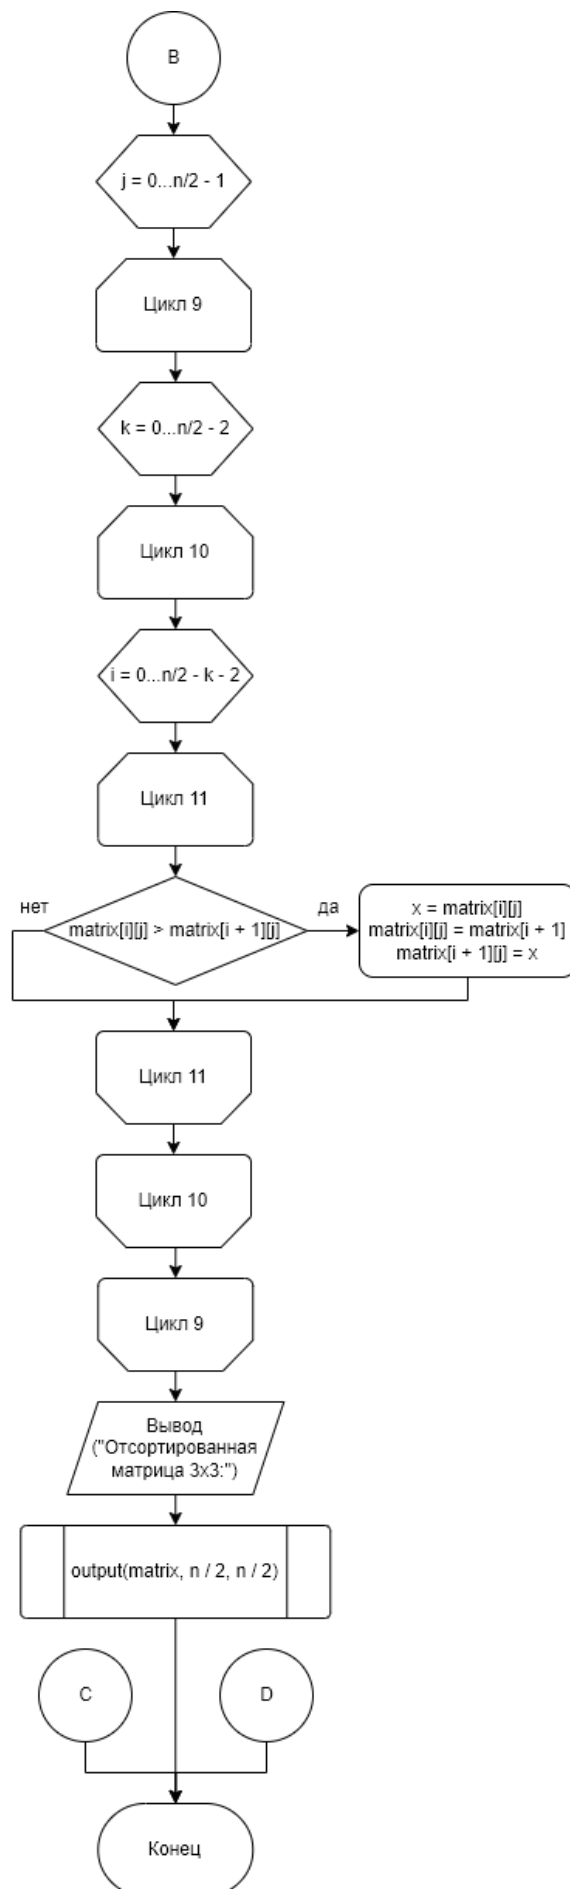 B
j = 0...n/2 - 1
Цикл 9
k = 0...n/2 - 2
Цикл 10
i = 0...n/2 - k - 2
Цикл 11
нет
matrix[i][j] > matrix[i + 1][j]
да
x = matrix[i][j]
matrix[i][j] = matrix[i + 1]
matrix[i + 1][j] = x
Цикл 11
Цикл 10
Цикл 9
Вывод
("Отсортированная
матрица 3x3:")
output(matrix, n / 2, n / 2)
C
D
Конец